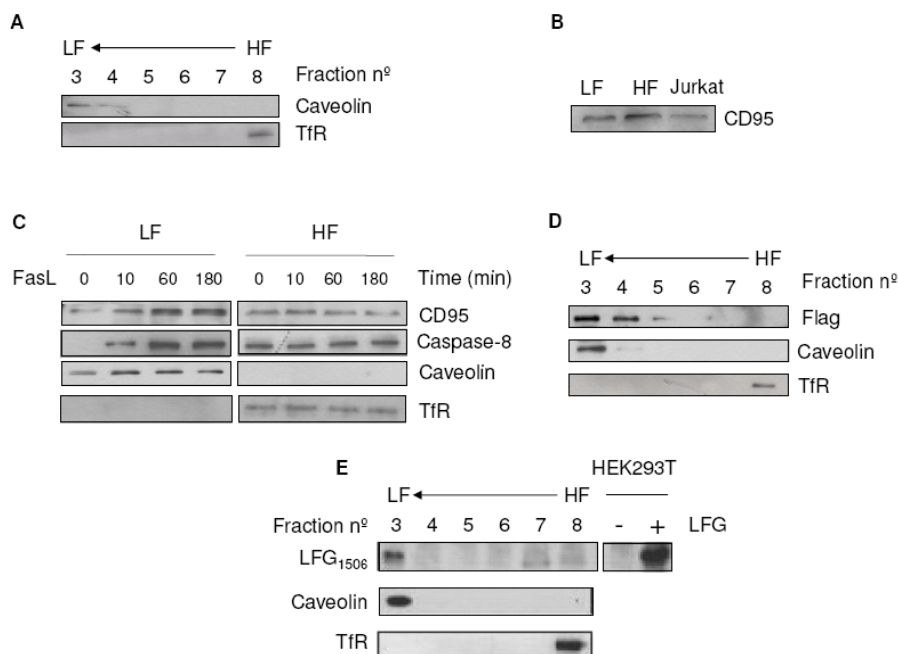 A
LF HF
3 4 5 6 7 8 Fraction nº
Caveolin
TfR
B
LF HF Jurkat
CD95
C
LF HF
FasL 0 10 60 180 0 10 60 180 Time (min)
CD95
Caspase-8
Caveolin
TfR
D
LF HF
3 4 5 6 7 8 Fraction nº
Flag
Caveolin
TfR
E
HEK293T
LF HF
Fraction nº 3 4 5 6 7 8 - + LFG
LFG1506
Caveolin
TfR